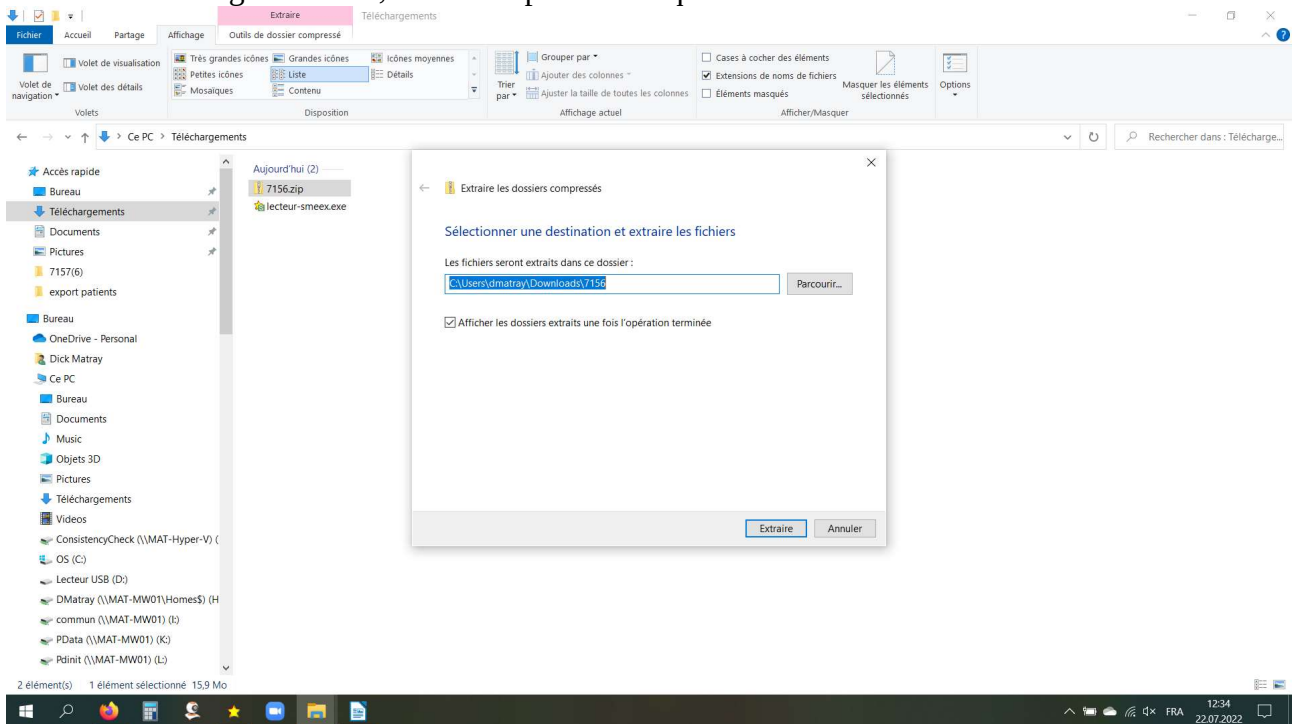 Extraire
Téléchargements
Fichier
Accueil
Partage
Affichage
Outils de dossier compressé
Volet de navigation
Volet de visualisation
Volet des détails
Volets
Très grandes icônes
Grandes icônes
Icônes moyennes
Petites icônes
Liste
Détails
Mosaïques
Contenu
Disposition
Trier par
Grouper par
Ajouter des colonnes
Ajuster la taille de toutes les colonnes
Affichage actuel
Cases à cocher des éléments
Extensions de noms de fichiers
Éléments masqués
Masquer les éléments sélectionnés
Afficher/Masquer
Options
Ce PC > Téléchargements
Rechercher dans : Télécharge...
Accès rapide
Bureau
Téléchargements
Documents
Pictures
7157(6)
export patients
Bureau
OneDrive - Personal
Dick Matray
Ce PC
Bureau
Documents
Music
Objets 3D
Pictures
Téléchargements
Videos
ConsistencyCheck (\\MAT-Hyper-V) (
OS (C:)
Lecteur USB (D:)
DMatray (\\MAT-MW01\Homes$) (H
commun (\\MAT-MW01) (I:)
PData (\\MAT-MW01) (K:)
Pdinit (\\MAT-MW01) (L:)
Aujourd'hui (2)
7156.zip
lecteur-smeex.exe
Extraire les dossiers compressés
Sélectionner une destination et extraire les fichiers
Les fichiers seront extraits dans ce dossier :
C:\Users\dmatray\Downloads\7156
Parcourir...
Afficher les dossiers extraits une fois l'opération terminée
Extraire
Annuler
2 élément(s)
1 élément sélectionné 15,9 Mo
FRA
12:34
22.07.2022